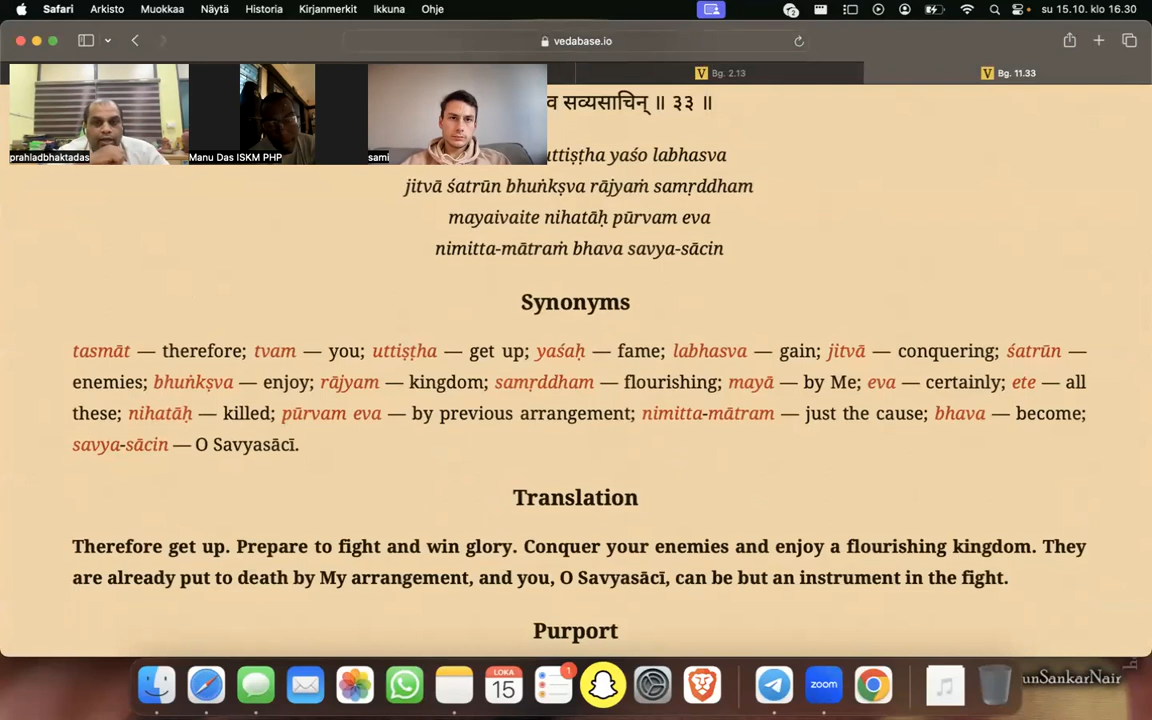 Safari Arkisto Muokkaa Näytä Historia Kirjanmerkit Ikkuna Ohje su 15.10. klo 16.30
vedabase.io
V Bg. 2.13 V Bg. 11.33
prahladbhaktadas Manu Das ISKM PHP sami
व सव्यसाचिन् ॥ ३३ ॥
uttiṣṭha yaśo labhasva
jitvā śatrūn bhuṅkṣva rājyaṁ samṛddham
mayaivaite nihatāḥ pūrvam eva
nimitta-mātraṁ bhava savya-sācin
Synonyms
tasmāt — therefore; tvam — you; uttiṣṭha — get up; yaśaḥ — fame; labhasva — gain; jitvā — conquering; śatrūn —
enemies; bhuṅkṣva — enjoy; rājyam — kingdom; samṛddham — flourishing; mayā — by Me; eva — certainly; ete — all
these; nihatāḥ — killed; pūrvam eva — by previous arrangement; nimitta-mātram — just the cause; bhava — become;
savya-sācin — O Savyasācī.
Translation
Therefore get up. Prepare to fight and win glory. Conquer your enemies and enjoy a flourishing kingdom. They
are already put to death by My arrangement, and you, O Savyasācī, can be but an instrument in the fight.
Purport
LOKA
15
1
zoom
unSankarNair